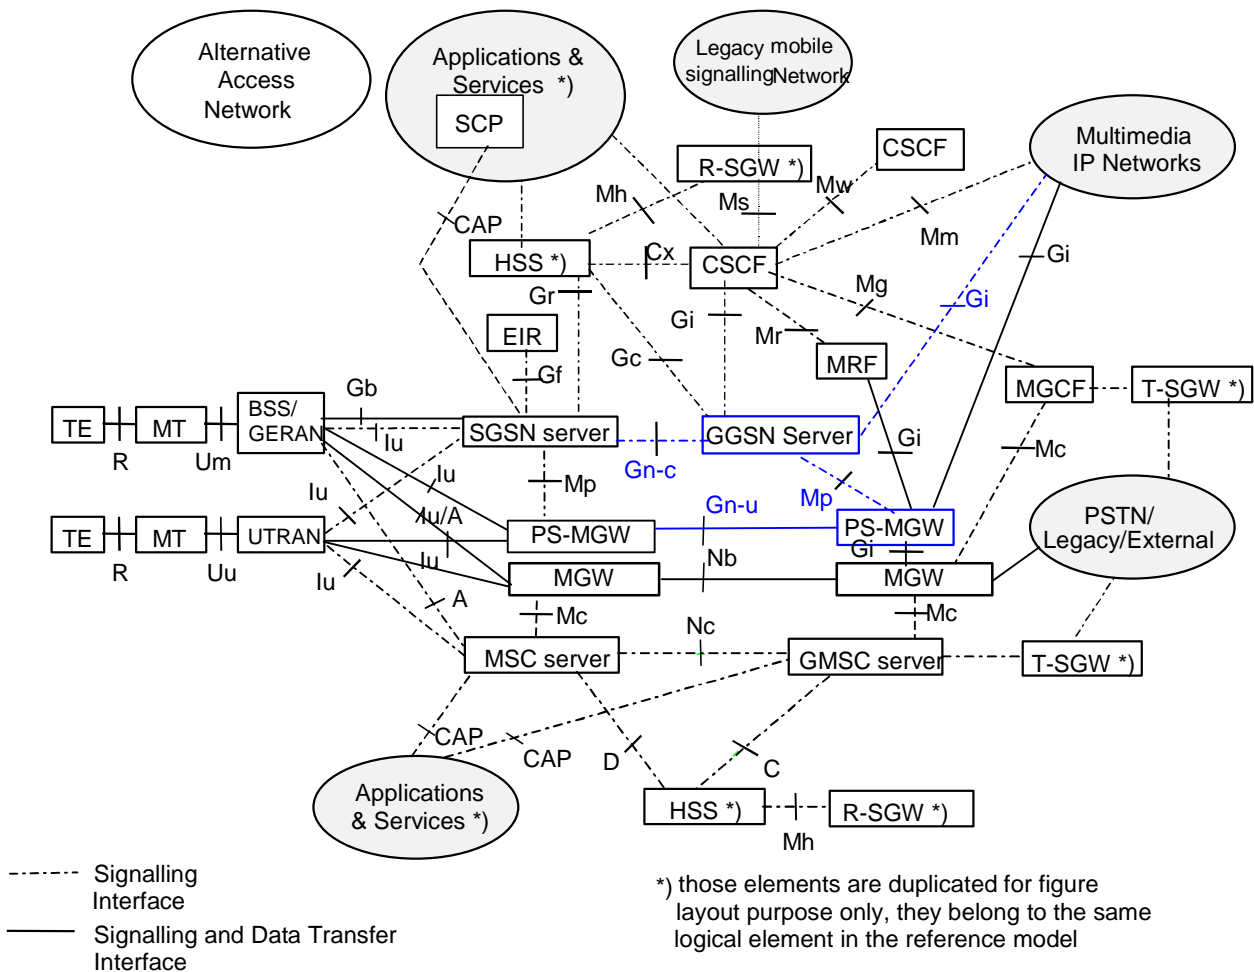 Alternative
Access
Network
Applications &
Services *)
SCP
Legacy mobile
signalling Network
CSCF
Multimedia
IP Networks
R-SGW *)
Mh
Ms
Mw
Mm
CAP
HSS *)
Cx
CSCF
Gi
Gr
Gi
Mg
Gi
EIR
Gf
Gc
Mr
MRF
MGCF
T-SGW *)
Gb
BSS/
GERAN
TE
MT
R
Um
Iu
SGSN server
GGSN Server
Gn-c
Gi
Mc
Iu
Mp
Mp
Iu
Iu/A
Gn-u
PSTN/
Legacy/External
TE
MT
UTRAN
PS-MGW
PS-MGW
R
Uu
Iu
Iu
Gi
Nb
MGW
MGW
A
Mc
Mc
Nc
MSC server
GMSC server
T-SGW *)
CAP
CAP
D
C
Applications
& Services *)
HSS *)
Mh
R-SGW *)
Signalling
Interface
Signalling and Data Transfer
Interface
*) those elements are duplicated for figure
layout purpose only, they belong to the same
logical element in the reference model